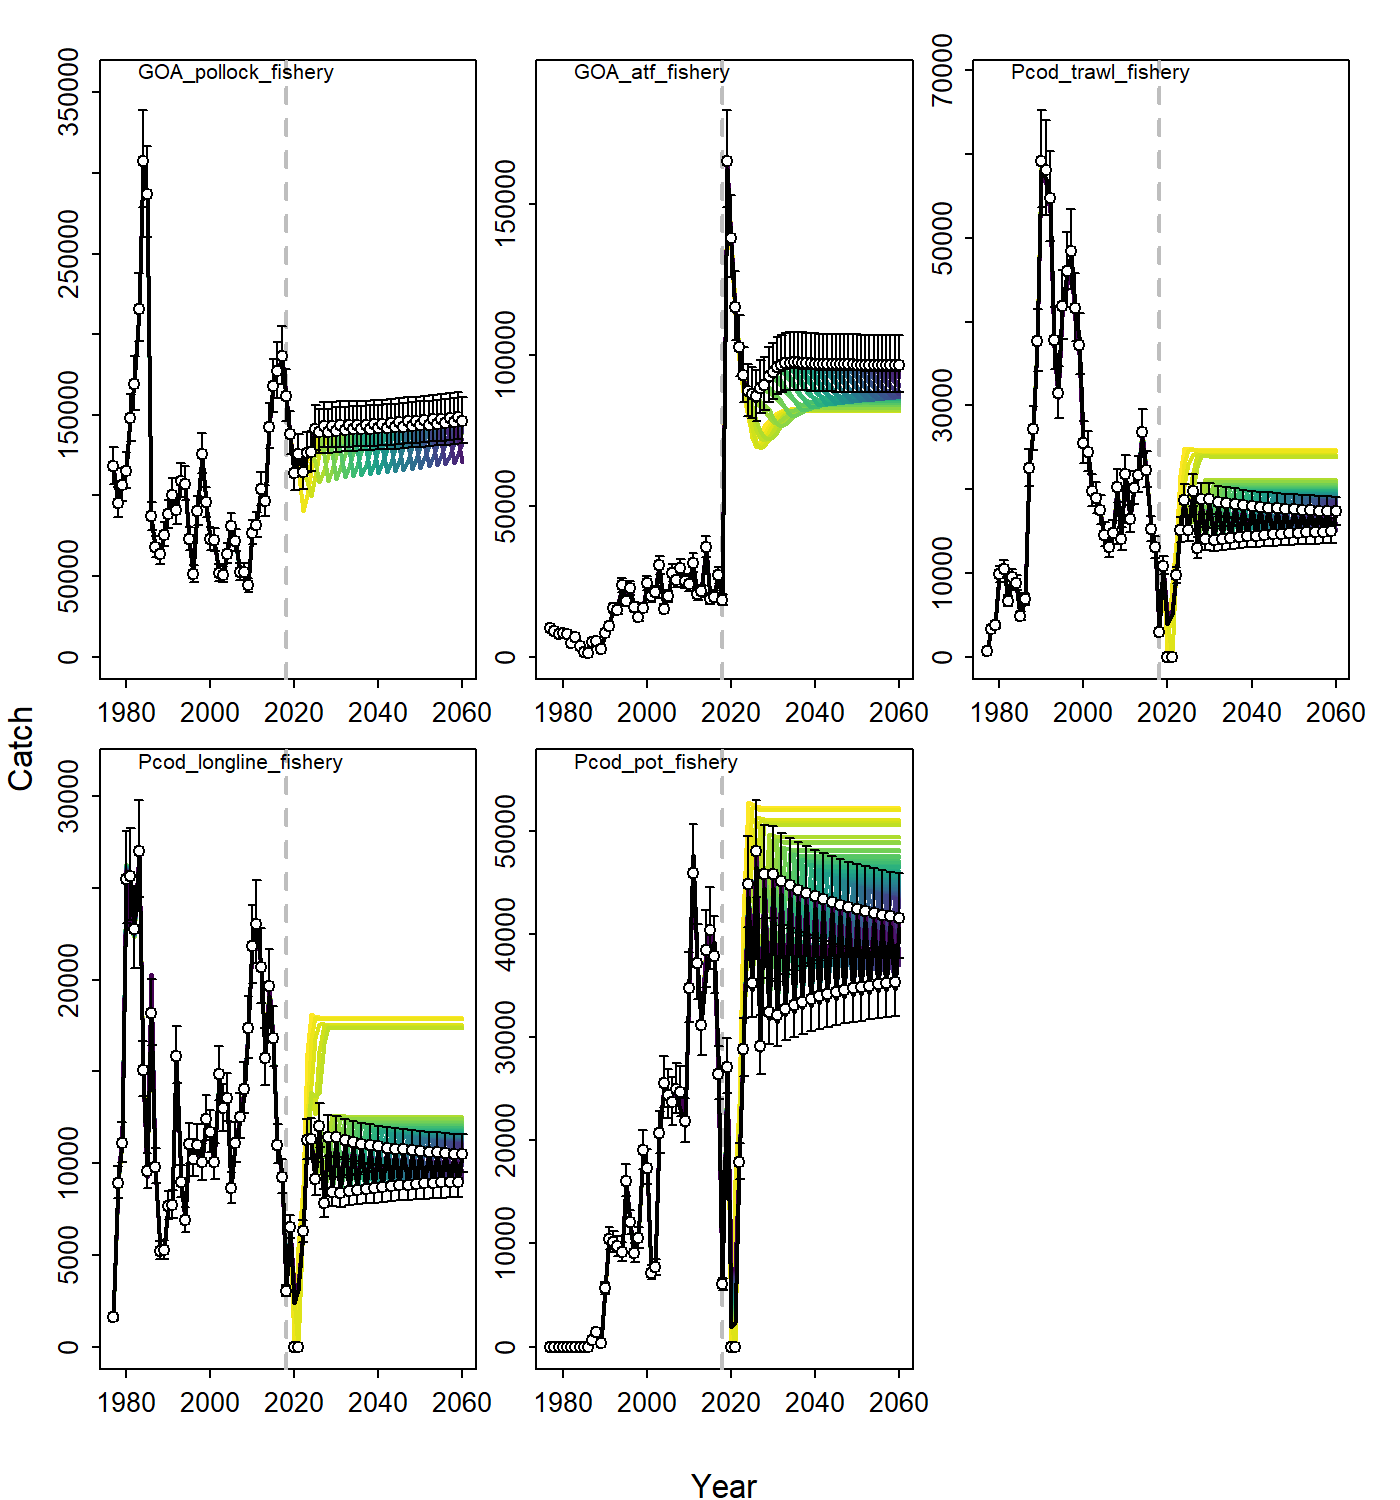 GOA_pollock_fishery
GOA_atf_fishery
Pcod_trawl_fishery
350000
250000
150000
50000
0
150000
100000
50000
0
70000
50000
30000
10000
0
1980 2000 2020 2040 2060
1980 2000 2020 2040 2060
1980 2000 2020 2040 2060
Catch
Pcod_longline_fishery
Pcod_pot_fishery
30000
20000
10000
5000
0
50000
40000
30000
20000
10000
0
1980 2000 2020 2040 2060
1980 2000 2020 2040 2060
Year